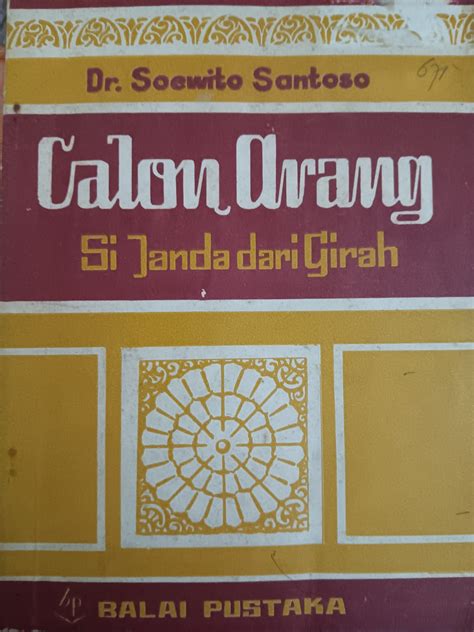 Dr. Soewito Santoso
Calon Arang
Si Janda dari Girah
BALAI PUSTAKA